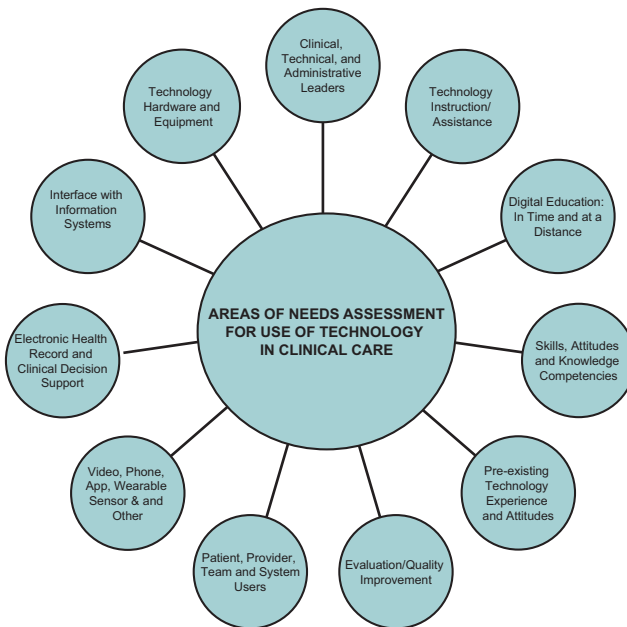 Clinical,
Technical, and
Administrative
Leaders
Technology
Instruction/
Assistance
Digital Education:
In Time and at a
Distance
Skills, Attitudes
and Knowledge
Competencies
Pre-existing
Technology
Experience
and Attitudes
Evaluation/Quality
Improvement
Patient, Provider,
Team and System
Users
Video, Phone,
App, Wearable
Sensor & and
Other
Electronic Health
Record and
Clinical Decision
Support
Interface with
Information
Systems
Technology
Hardware and
Equipment
AREAS OF NEEDS ASSESSMENT
FOR USE OF TECHNOLOGY
IN CLINICAL CARE